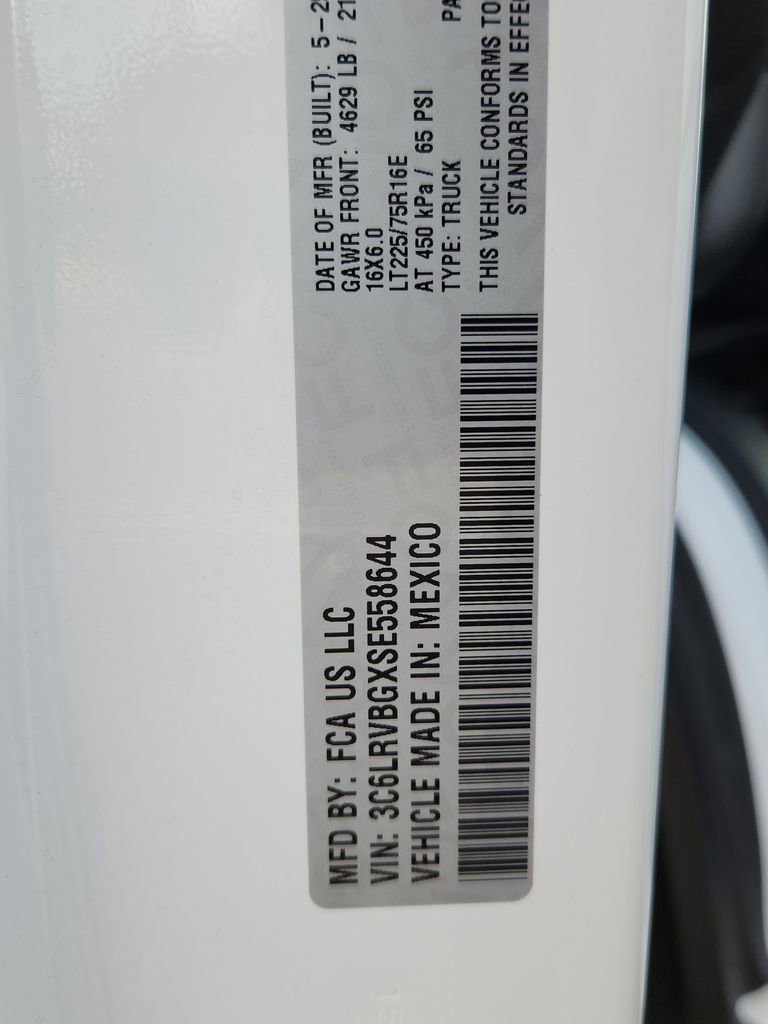 MFD BY: FCA US LLC
VIN: 3C6LRVBGXSE558644
VEHICLE MADE IN: MEXICO
DATE OF MFR (BUILT): 5-2
GAWR FRONT: 4629 LB / 21
16X6.0
LT225/75R16E
AT 450 kPa / 65 PSI
TYPE: TRUCK PA
THIS VEHICLE CONFORMS TO
STANDARDS IN EFFE